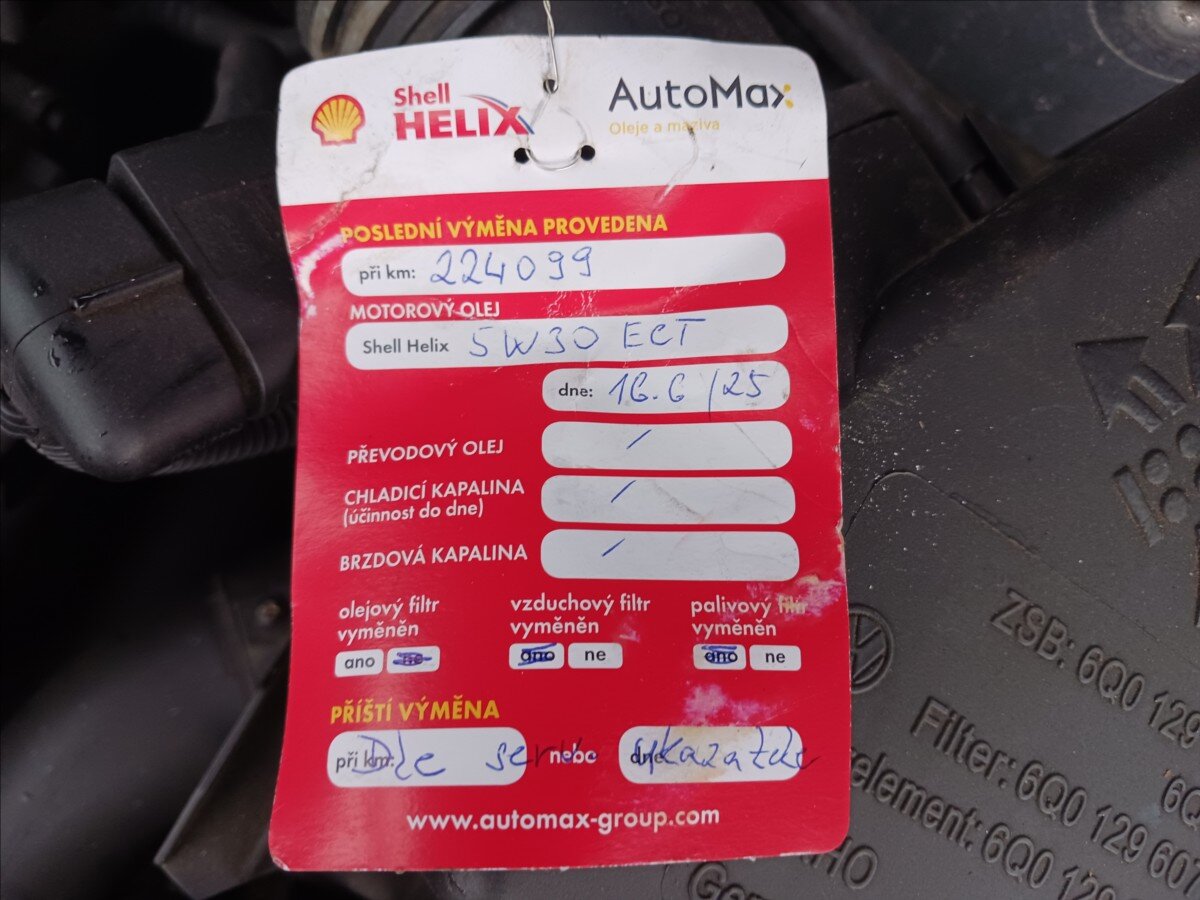 Shell
HELIX
AutoMax
Oleje a maziva
POSLEDNÍ VÝMĚNA PROVEDENA
při km: 224099
MOTOROVÝ OLEJ
Shell Helix 5W30 ECT
dne: 16.6/25
PŘEVODOVÝ OLEJ /
CHLADICÍ KAPALINA /
(účinnost do dne)
BRZDOVÁ KAPALINA /
olejový filtr vyměněn
ano ne
vzduchový filtr vyměněn
ano ne
palivový filtr vyměněn
ano ne
PŘÍŠTÍ VÝMĚNA
při km: Dle serv. nebo dne ukazatele
www.automax-group.com
ZSB: 6Q0 129
Filter: 6Q0 129 607
element: 6Q0 129